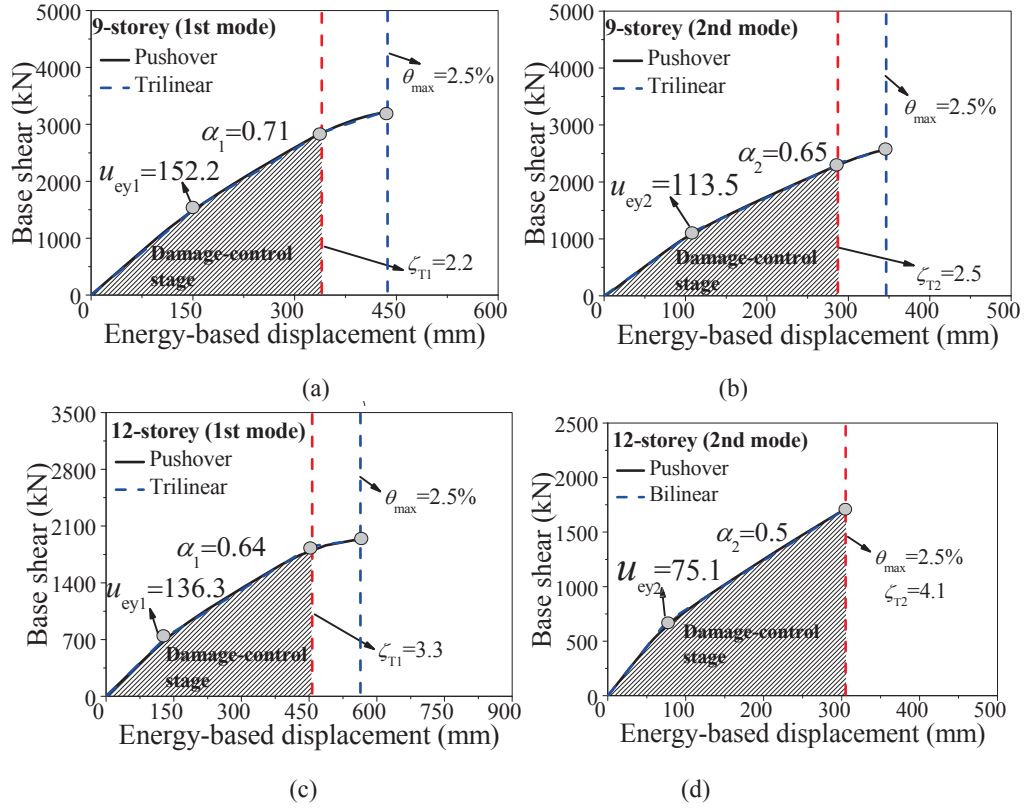 9-storey (1st mode)
Pushover
Trilinear
θmax=2.5%
α1=0.71
uey1=152.2
Damage-control
stage
ζT1=2.2
Base shear (kN)
5000
4000
3000
2000
1000
0
0 150 300 450 600
Energy-based displacement (mm)
(a)
9-storey (2nd mode)
Pushover
Trilinear
θmax=2.5%
α2=0.65
uey2=113.5
Damage-control
stage
ζT2=2.5
Base shear (kN)
5000
4000
3000
2000
1000
0
0 100 200 300 400 500
Energy-based displacement (mm)
(b)
12-storey (1st mode)
Pushover
Trilinear
θmax=2.5%
α1=0.64
uey1=136.3
Damage-control
stage
ζT1=3.3
Base shear (kN)
3500
2800
2100
1400
700
0
0 150 300 450 600 750 900
Energy-based displacement (mm)
(c)
12-storey (2nd mode)
Pushover
Bilinear
α2=0.5
θmax=2.5%
ζT2=4.1
uey2=75.1
Damage-control
stage
Base shear (kN)
2500
2000
1500
1000
500
0
0 100 200 300 400 500
Energy-based displacement (mm)
(d)